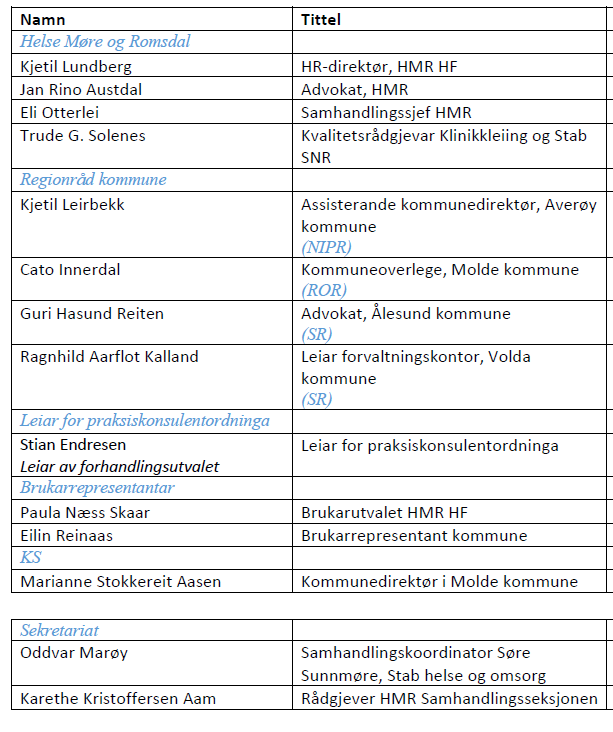 Namn Tittel
Helse Møre og Romsdal
Kjetil Lundberg HR-direktør, HMR HF
Jan Rino Austdal Advokat, HMR
Eli Otterlei Samhandlingssjef HMR
Trude G. Solenes Kvalitetsrådgjevar Klinikkleiing og Stab
SNR
Regionråd kommune
Kjetil Leirbekk Assisterande kommunedirektør, Averøy
kommune
(NIPR)
Cato Innerdal Kommuneoverlege, Molde kommune
(ROR)
Guri Hasund Reiten Advokat, Ålesund kommune
(SR)
Ragnhild Aarflot Kalland Leiar forvaltningskontor, Volda
kommune
(SR)
Leiar for praksiskonsulentordninga
Stian Endresen Leiar for praksiskonsulentordninga
Leiar av forhandlingsutvalet
Brukarrepresentantar
Paula Næss Skaar Brukarutvalet HMR HF
Eilin Reinaas Brukarrepresentant kommune
KS
Marianne Stokkereit Aasen Kommunedirektør i Molde kommune
Sekretariat
Oddvar Marøy Samhandlingskoordinator Søre
Sunnmøre, Stab helse og omsorg
Karethe Kristoffersen Aam Rådgjever HMR Samhandlingsseksjonen